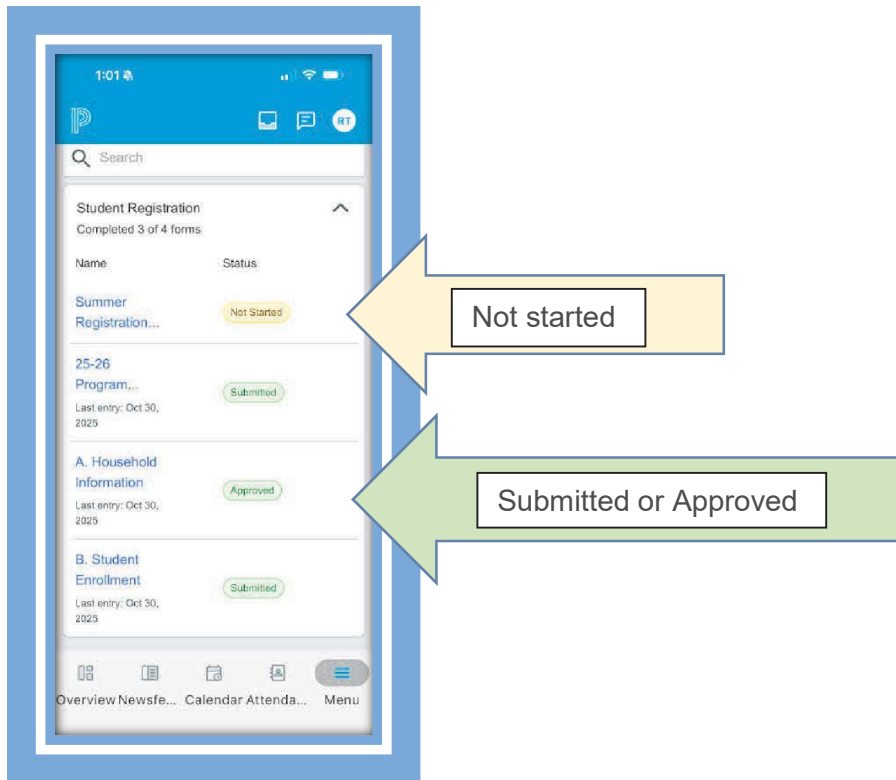 1:01
RT
Search
Student Registration
Completed 3 of 4 forms
Name Status
Summer
Registration...
Not Started
25-26
Program,...
Last entry: Oct 30,
2025
Submitted
A. Household
Information
Last entry: Oct 30,
2025
Approved
B. Student
Enrollment
Last entry: Oct 30,
2025
Submitted
Overview Newsfe... Calendar Attenda... Menu
Not started
Submitted or Approved